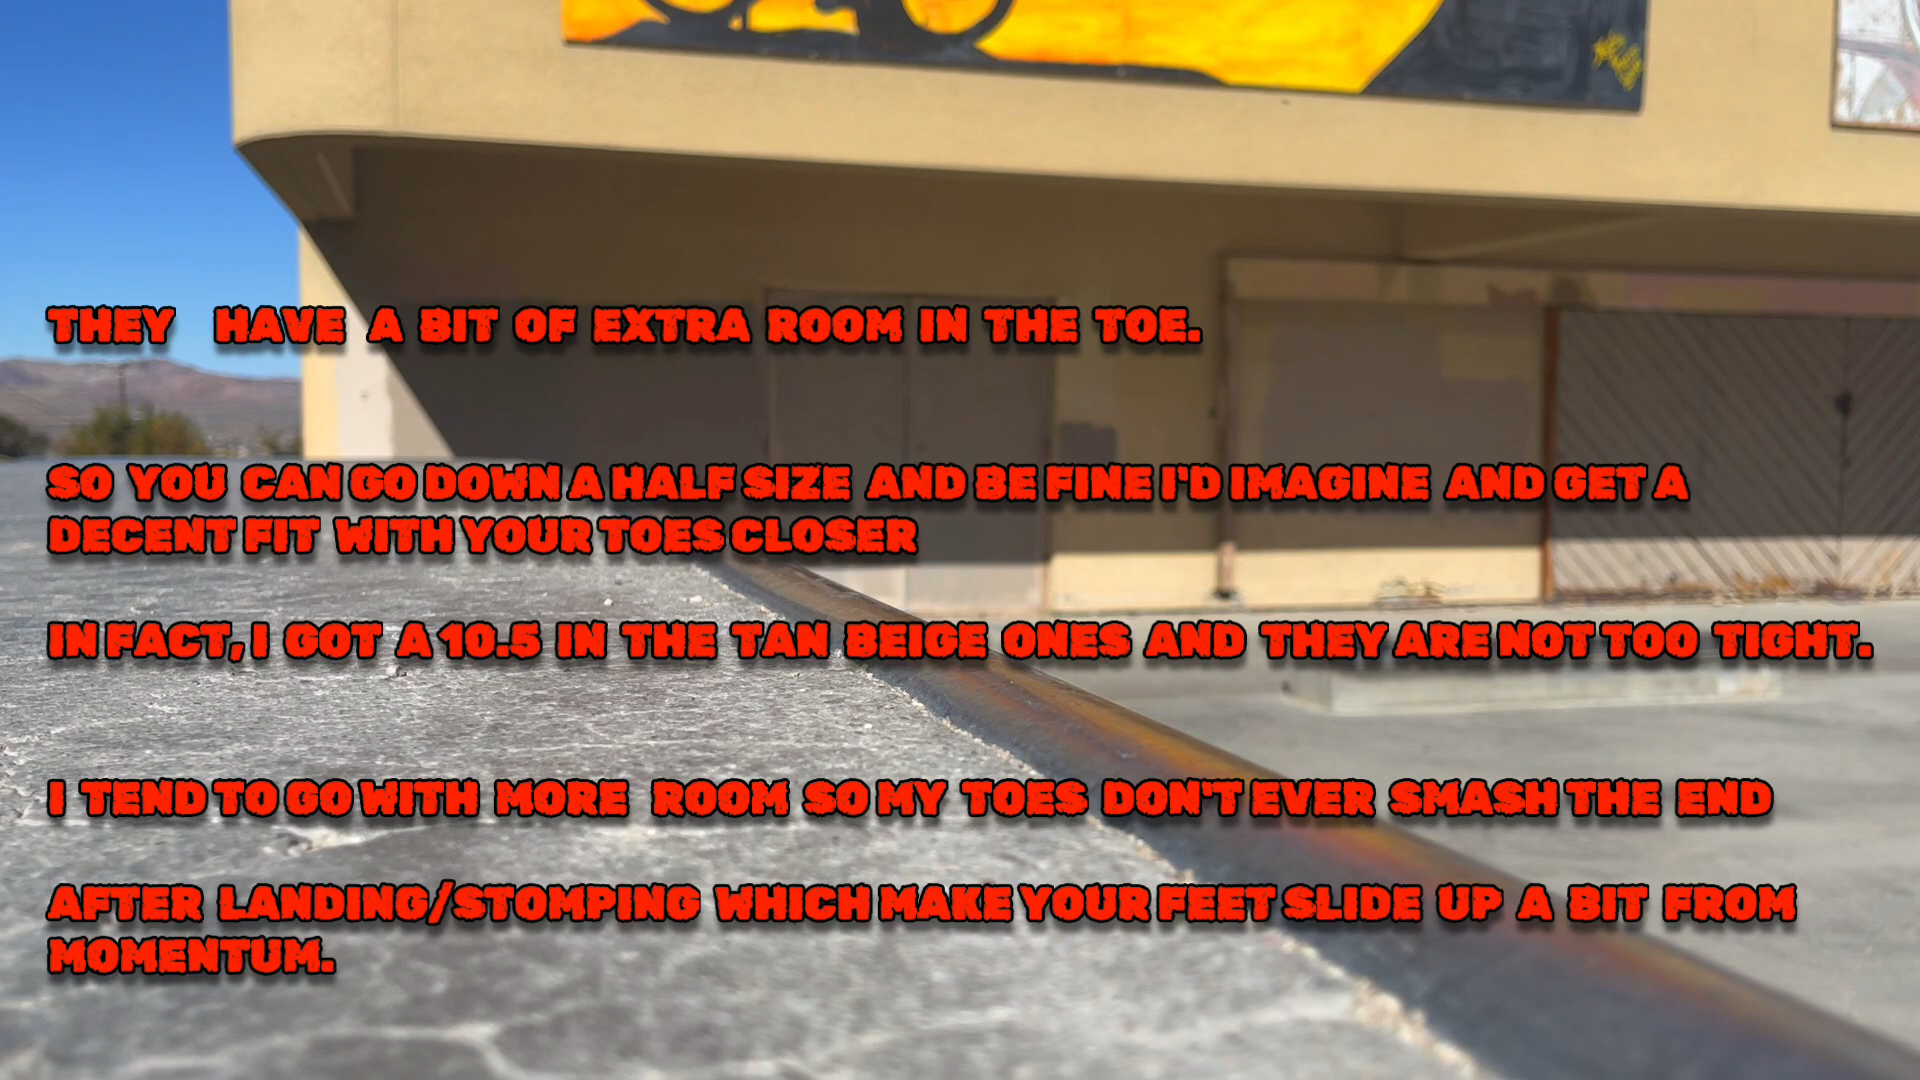 THEY HAVE A BIT OF EXTRA ROOM IN THE TOE.
SO YOU CAN GO DOWN A HALF SIZE AND BE FINE I'D IMAGINE AND GET A
DECENT FIT WITH YOUR TOES CLOSER
IN FACT, I GOT A 10.5 IN THE TAN BEIGE ONES AND THEY ARE NOT TOO TIGHT.
I TEND TO GO WITH MORE ROOM SO MY TOES DON'T EVER SMASH THE END
AFTER LANDING/STOMPING WHICH MAKE YOUR FEET SLIDE UP A BIT FROM
MOMENTUM.